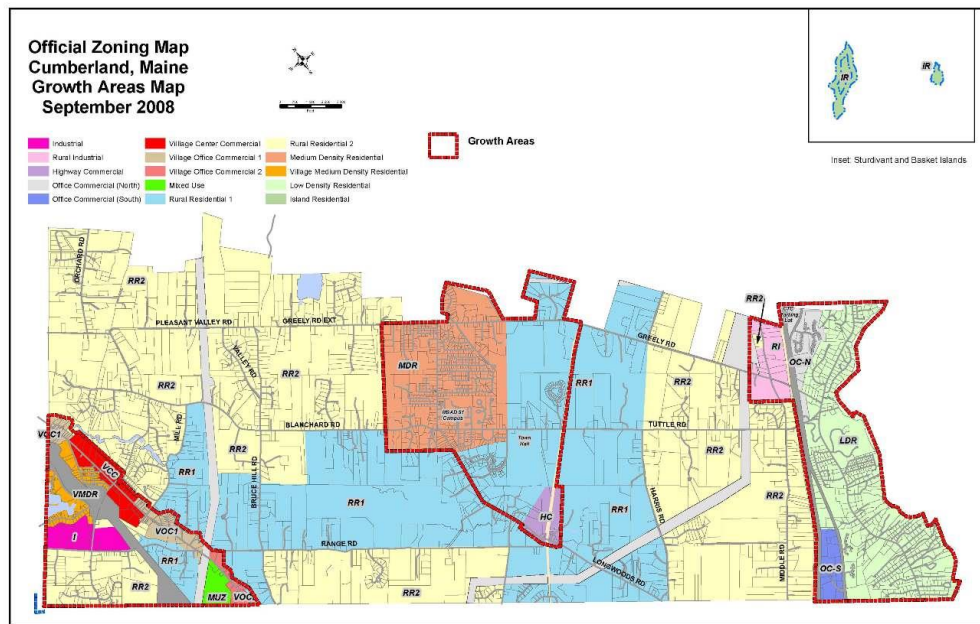 Official Zoning Map
Cumberland, Maine
Growth Areas Map
September 2008
Industrial
Rural Industrial
Highway Commercial
Office Commercial (North)
Office Commercial (South)
Village Center Commercial
Village Office Commercial 1
Village Office Commercial 2
Mixed Use
Rural Residential 1
Rural Residential 2
Medium Density Residential
Village Medium Density Residential
Low Density Residential
Island Residential
Growth Areas
IR
IR
Inset: Sturdivant and Basket Islands
ORCHARD RD
RR2
PLEASANT VALLEY RD
GREELY RD EXT
VALLEY RD
RR2
RR2
MDR
MSAD 51
Campus
GREELY RD
RR1
RR2
RR2
RI
OC-N
LDR
BLANCHARD RD
TUTTLE RD
Town
Hall
MILL RD
RR2
RR1
BRUCE HILL RD
RR1
VOC1
VCC
VMDR
VOC1
I
RR1
RR2
MUZ
VOC
RANGE RD
RR2
HC
RR1
HARRIS RD
LONGWOODS RD
RR2
MIDDLE RD
OC-S